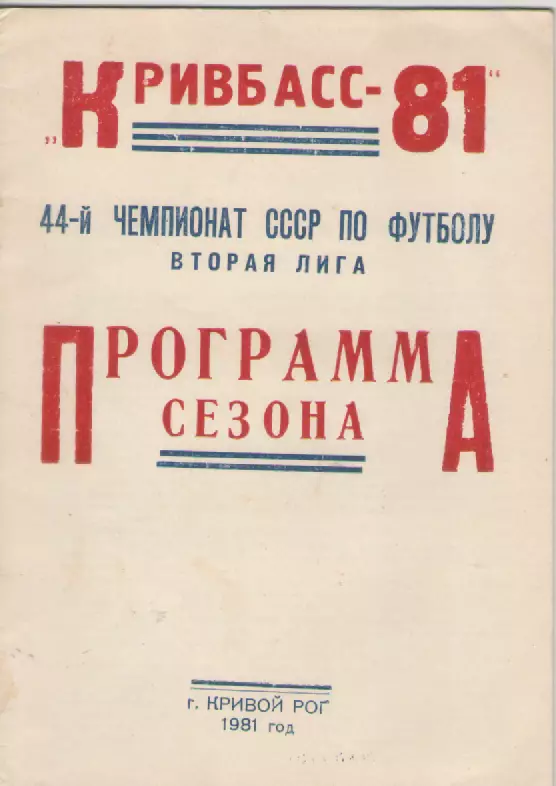 „КРИВБАСС-81"
44-й ЧЕМПИОНАТ СССР ПО ФУТБОЛУ
ВТОРАЯ ЛИГА
ПРОГРАММА
СЕЗОНА
г. КРИВОЙ РОГ
1981 год